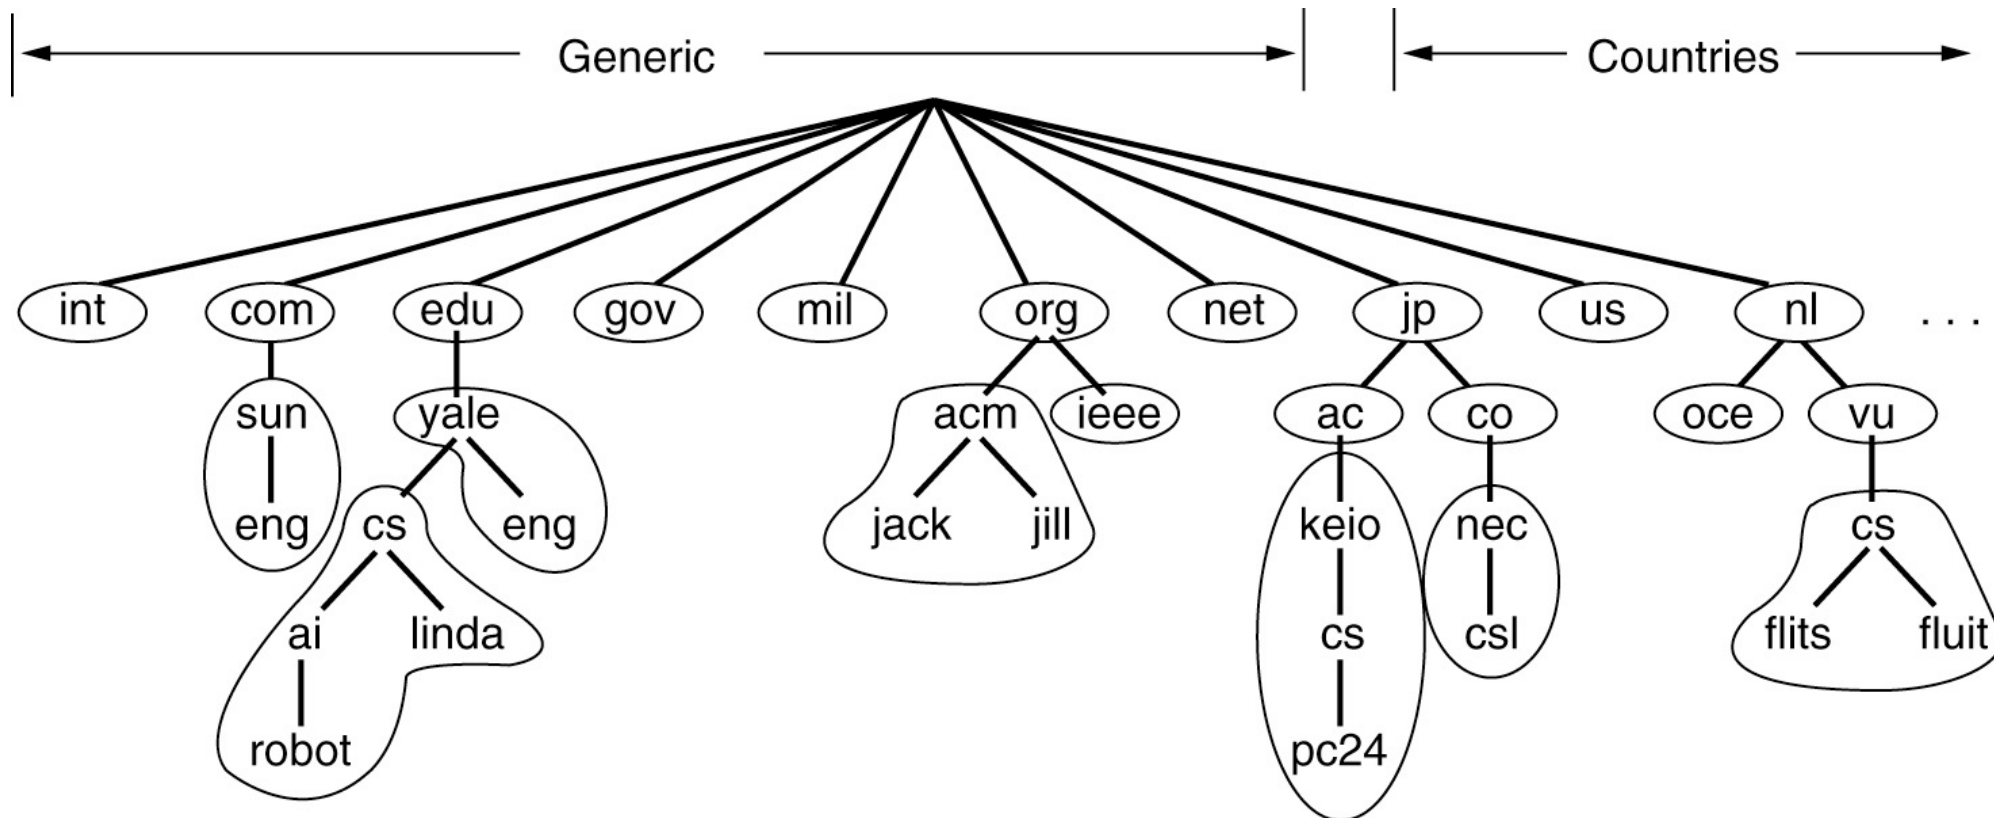 Generic Countries
int com edu gov mil org net jp us nl . . .
sun yale acm ieee ac co oce vu
eng cs eng jack jill keio nec cs
ai linda cs csl flits fluit
robot pc24